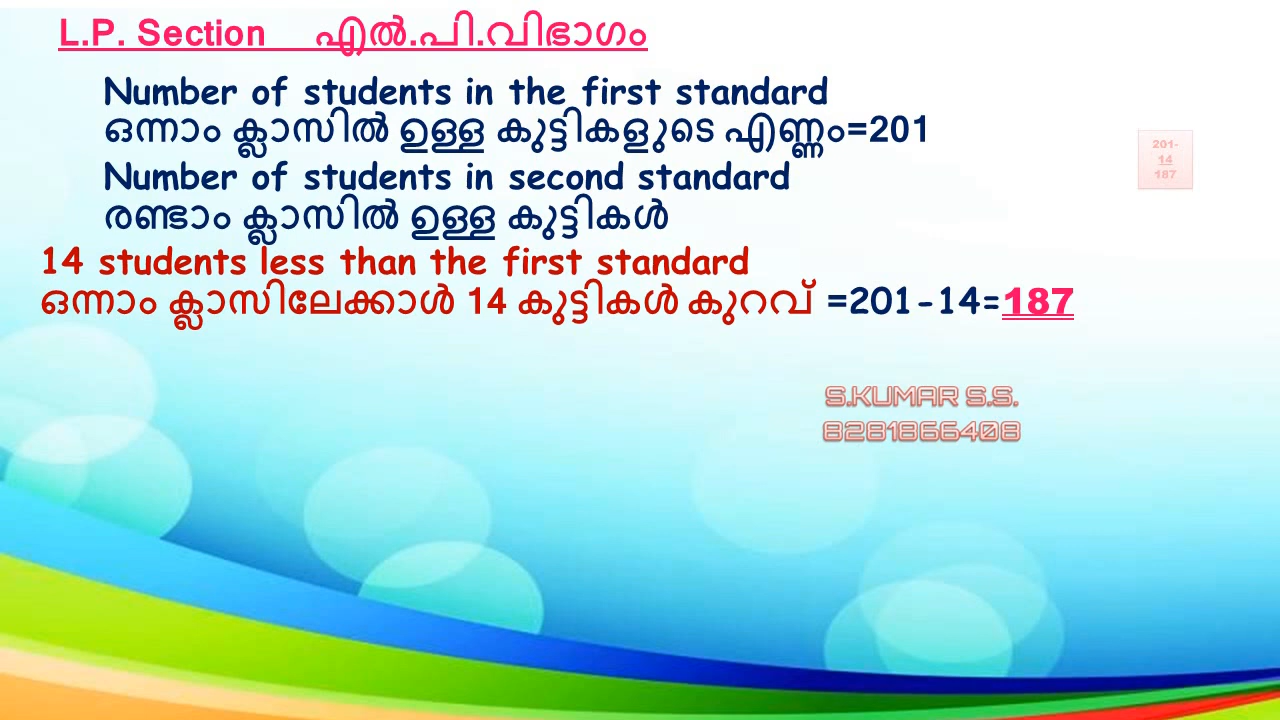 L.P. Section എൽ.പി.വിഭാഗം
Number of students in the first standard
ഒന്നാം ക്ലാസിൽ ഉള്ള കുട്ടികളുടെ എണ്ണം=201
Number of students in second standard
രണ്ടാം ക്ലാസിൽ ഉള്ള കുട്ടികൾ
14 students less than the first standard
ഒന്നാം ക്ലാസിലേക്കാൾ 14 കുട്ടികൾ കുറവ് =201-14=187
201-
14
187
S.KUMAR S.S.
8281866408